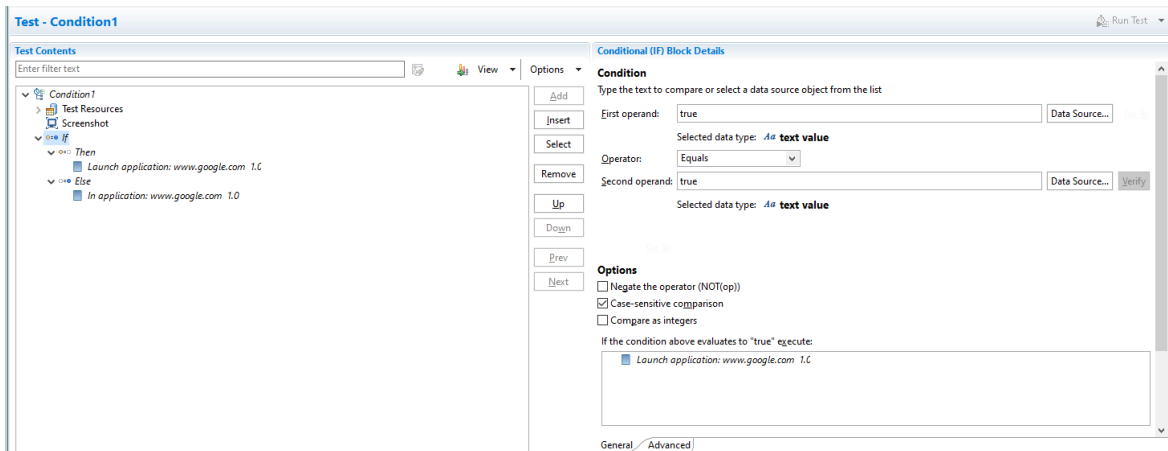 Test - Condition1
Run Test
Test Contents
Enter filter text
View
Options
Condition1
Test Resources
Screenshot
If
Then
Launch application: www.google.com 1.0
Else
In application: www.google.com 1.0
Add
Insert
Select
Remove
Up
Down
Prev
Next
Conditional (IF) Block Details
Condition
Type the text to compare or select a data source object from the list
First operand: true Data Source...
Selected data type: Aa text value
Operator: Equals
Second operand: true Data Source... Verify
Selected data type: Aa text value
Options
Negate the operator (NOT(op))
Case-sensitive comparison
Compare as integers
If the condition above evaluates to "true" execute:
Launch application: www.google.com 1.0
General Advanced